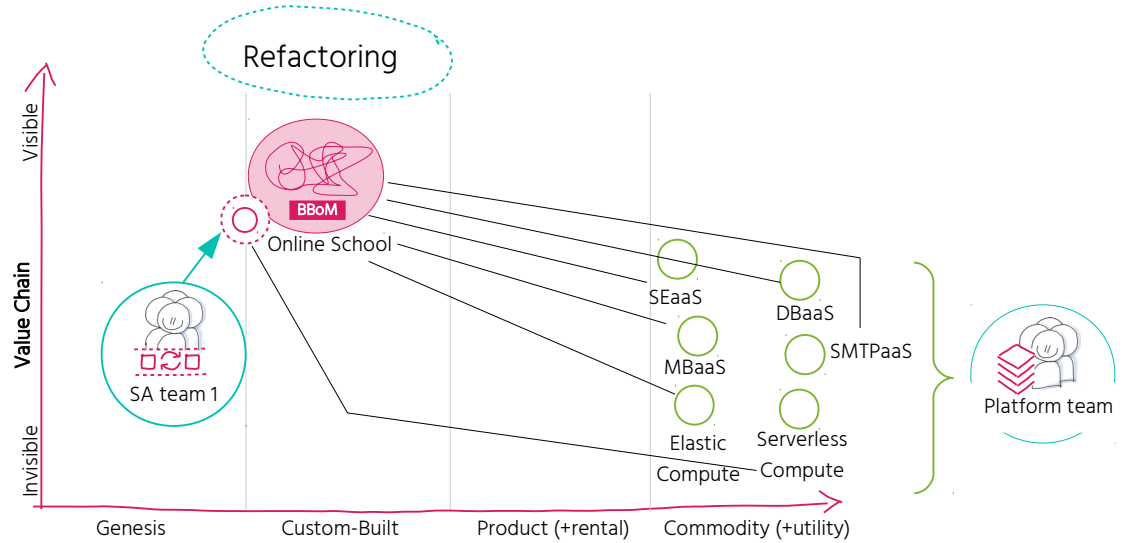 Refactoring
Visible
Value Chain
Invisible
BBoM
Online School
SA team 1
SEaaS
DBaaS
MBaaS
SMTPaaS
Elastic
Compute
Serverless
Compute
Platform team
Genesis
Custom-Built
Product (+rental)
Commodity (+utility)